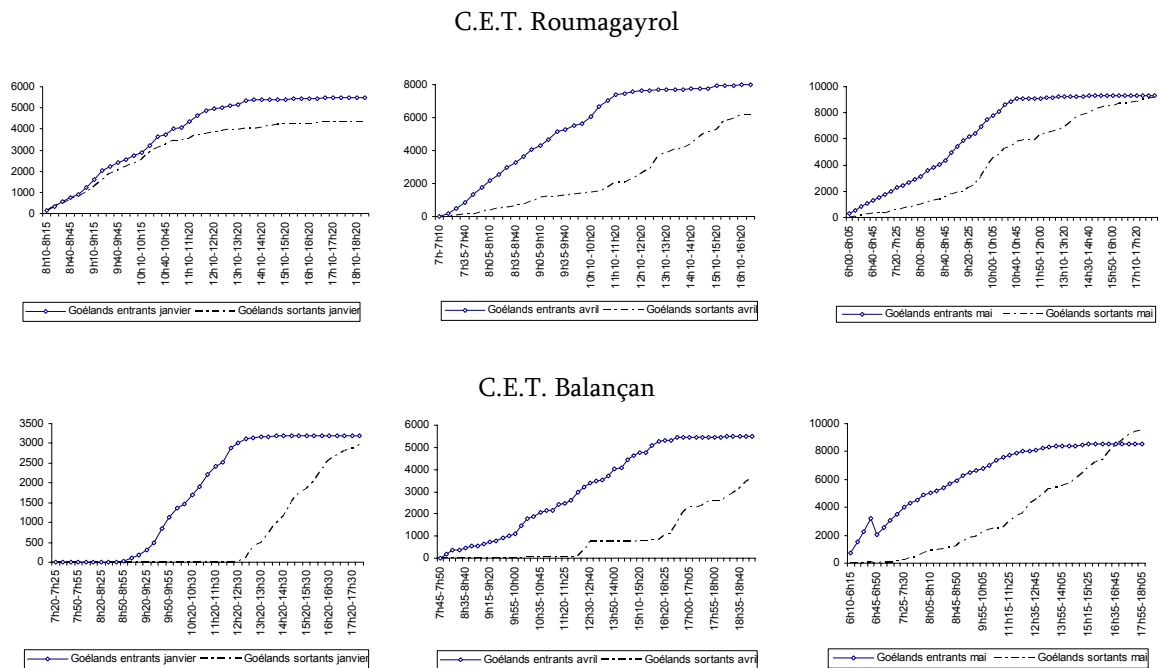 C.E.T. Roumagayrol
6000
5000
4000
3000
2000
1000
0
8h10-8h15
8h40-8h45
9h10-9h15
9h40-9h45
10h10-10h15
10h40-10h45
11h10-11h20
12h10-12h20
13h10-13h20
14h10-14h20
15h10-15h20
16h10-16h20
17h10-17h20
18h10-18h20
Goélands entrants janvier Goélands sortants janvier
8000
6000
4000
2000
0
7h-7h10
7h35-7h40
8h05-8h10
8h35-8h40
9h05-9h10
9h35-9h40
10h10-10h20
11h10-11h20
12h10-12h20
13h10-13h20
14h10-14h20
15h10-15h20
16h10-16h20
Goélands entrants avril Goélands sortants avril
10000
8000
6000
4000
2000
0
6h00-6h05
6h40-6h45
7h20-7h25
8h00-8h05
8h40-8h45
9h20-9h25
10h00-10h05
10h40-10h45
11h50-12h00
13h10-13h20
14h30-14h40
15h50-16h00
17h10-17h20
Goélands entrants mai Goélands sortants mai
C.E.T. Balançan
3500
3000
2500
2000
1500
1000
500
0
7h20-7h25
7h50-7h55
8h20-8h25
8h50-8h55
9h20-9h25
9h50-9h55
10h20-10h30
11h20-11h30
12h20-12h30
13h20-13h30
14h20-14h30
15h20-15h30
16h20-16h30
17h20-17h30
Goélands entrants janvier Goélands sortants janvier
6000
5000
4000
3000
2000
1000
0
7h45-7h50
8h35-8h40
9h15-9h20
9h55-10h00
10h35-10h45
11h20-11h25
12h30-12h40
13h50-14h00
15h10-15h20
16h20-16h25
17h00-17h05
17h55-18h00
18h35-18h40
Goélands entrants avril Goélands sortants avril
10000
8000
6000
4000
2000
0
6h10-6h15
6h45-6h50
7h25-7h30
8h05-8h10
8h45-8h50
9h55-10h05
11h15-11h25
12h35-12h45
13h55-14h05
15h15-15h25
16h35-16h45
17h55-18h05
Goélands entrants mai Goélands sortants mai